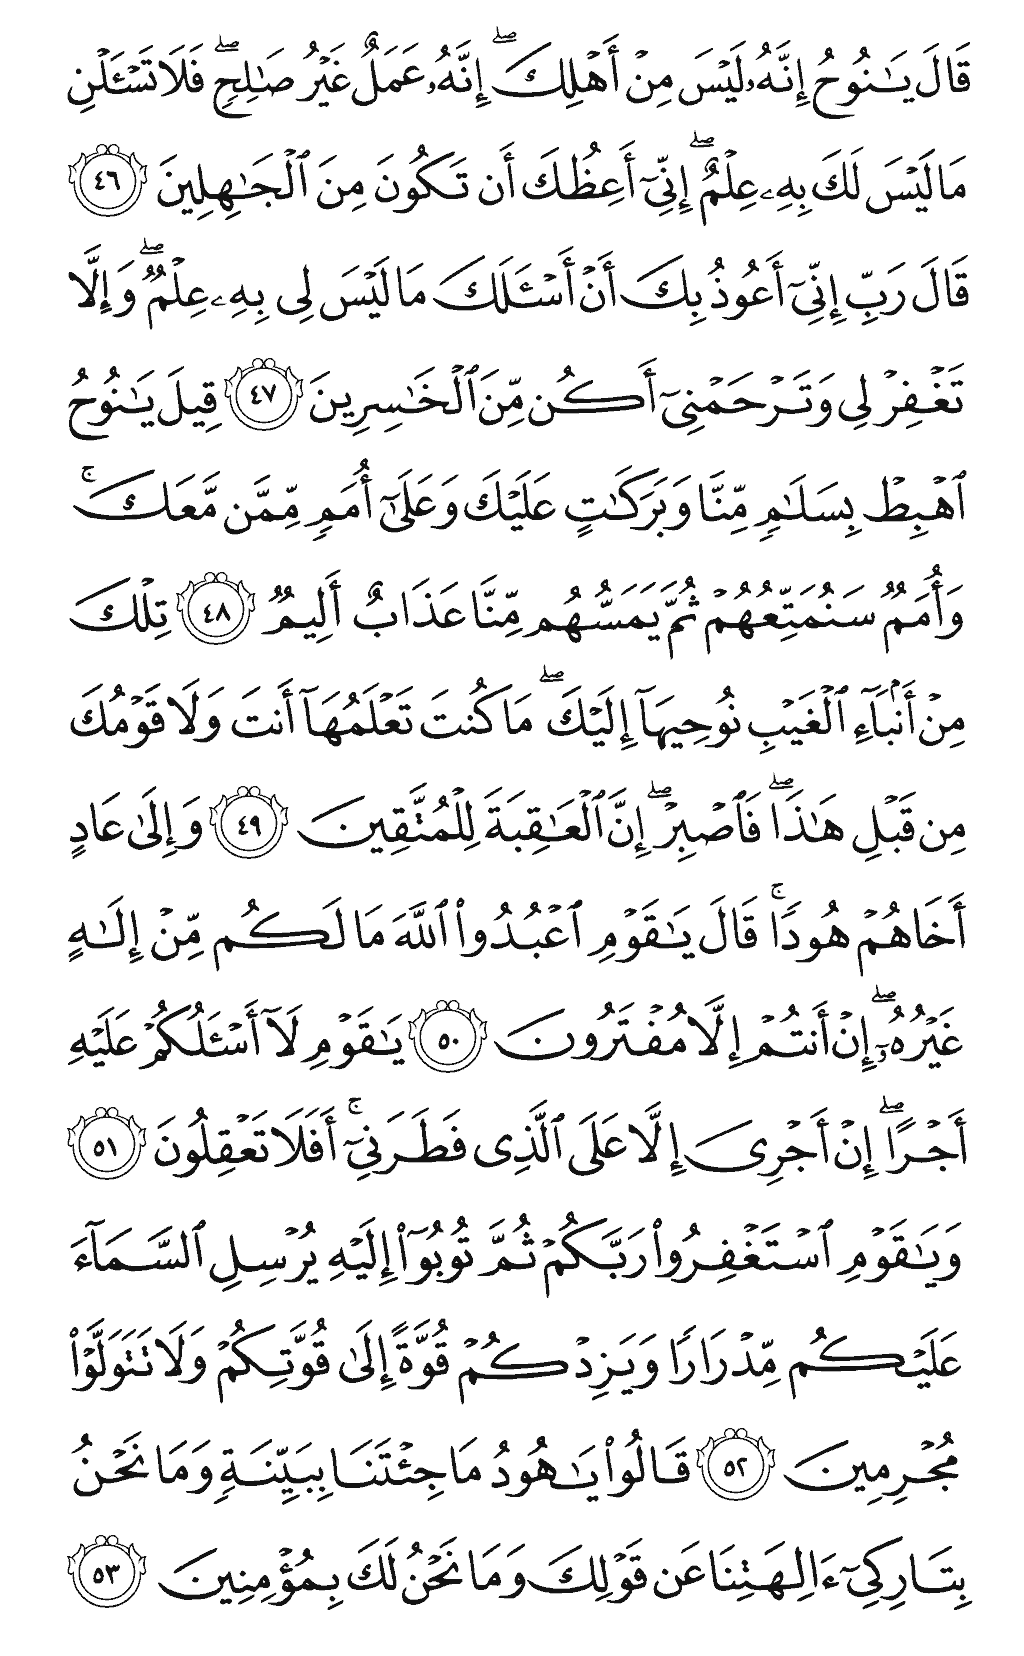 قَالَ يَـٰنُوحُ إِنَّهُۥ لَيْسَ مِنْ أَهْلِكَ ۖ إِنَّهُۥ عَمَلٌ غَيْرُ صَـٰلِحٍۢ ۖ فَلَا تَسْـَٔلْنِ
مَا لَيْسَ لَكَ بِهِۦ عِلْمٌ ۖ إِنِّىٓ أَعِظُكَ أَن تَكُونَ مِنَ ٱلْجَـٰهِلِينَ ٤٦
قَالَ رَبِّ إِنِّىٓ أَعُوذُ بِكَ أَنْ أَسْـَٔلَكَ مَا لَيْسَ لِى بِهِۦ عِلْمٌۭ ۖ وَإِلَّا
تَغْفِرْ لِى وَتَرْحَمْنِىٓ أَكُن مِّنَ ٱلْخَـٰسِرِينَ ٤٧ قِيلَ يَـٰنُوحُ
ٱهْبِطْ بِسَلَـٰمٍۢ مِّنَّا وَبَرَكَـٰتٍ عَلَيْكَ وَعَلَىٰٓ أُمَمٍۢ مِّمَّن مَّعَكَ ۚ
وَأُمَمٌۭ سَنُمَتِّعُهُمْ ثُمَّ يَمَسُّهُم مِّنَّا عَذَابٌ أَلِيمٌۭ ٤٨ تِلْكَ
مِنْ أَنۢبَآءِ ٱلْغَيْبِ نُوحِيهَآ إِلَيْكَ ۖ مَا كُنتَ تَعْلَمُهَآ أَنتَ وَلَا قَوْمُكَ
مِن قَبْلِ هَـٰذَا ۖ فَٱصْبِرْ ۖ إِنَّ ٱلْعَـٰقِبَةَ لِلْمُتَّقِينَ ٤٩ وَإِلَىٰ عَادٍ
أَخَاهُمْ هُودًۭا ۚ قَالَ يَـٰقَوْمِ ٱعْبُدُوا۟ ٱللَّهَ مَا لَكُم مِّنْ إِلَـٰهٍ
غَيْرُهُۥٓ ۖ إِنْ أَنتُمْ إِلَّا مُفْتَرُونَ ٥٠ يَـٰقَوْمِ لَآ أَسْـَٔلُكُمْ عَلَيْهِ
أَجْرًا ۖ إِنْ أَجْرِىَ إِلَّا عَلَى ٱلَّذِى فَطَرَنِىٓ ۚ أَفَلَا تَعْقِلُونَ ٥١
وَيَـٰقَوْمِ ٱسْتَغْفِرُوا۟ رَبَّكُمْ ثُمَّ تُوبُوٓا۟ إِلَيْهِ يُرْسِلِ ٱلسَّمَآءَ
عَلَيْكُم مِّدْرَارًۭا وَيَزِدْكُمْ قُوَّةً إِلَىٰ قُوَّتِكُمْ وَلَا تَتَوَلَّوْا۟
مُجْرِمِينَ ٥٢ قَالُوا۟ يَـٰهُودُ مَا جِئْتَنَا بِبَيِّنَةٍۢ وَمَا نَحْنُ
بِتَارِكِىٓ ءَالِهَتِنَا عَن قَوْلِكَ وَمَا نَحْنُ لَكَ بِمُؤْمِنِينَ ٥٣